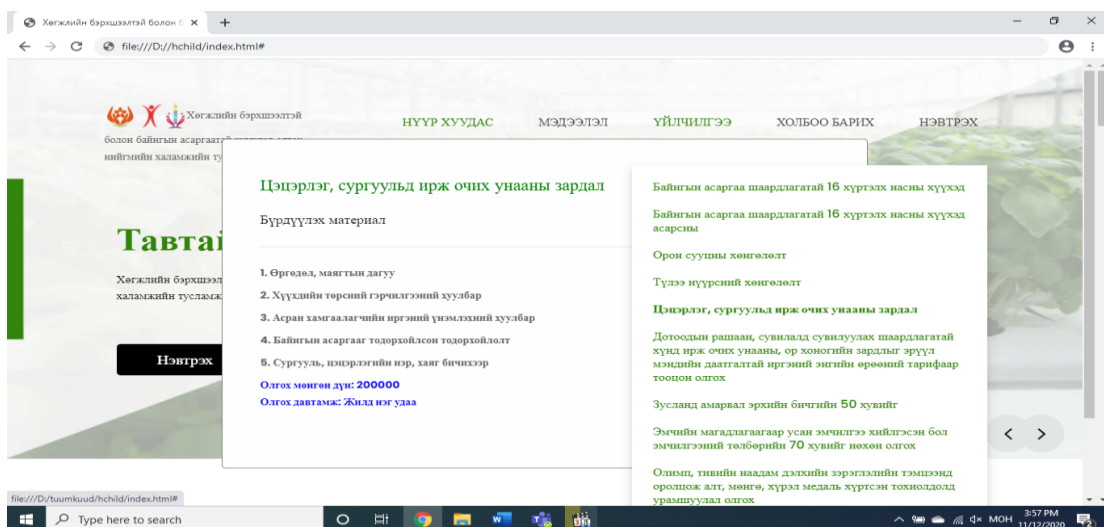 Хөгжлийн бэрхшээлтэй болон б
file:///D://hchild/index.html#
Хөгжлийн бэрхшээлтэй
болон байнгын асаргаат
нийгмийн халамжийн ту
НҮҮР ХУУДАС
МЭДЭЭЛЭЛ
ҮЙЛЧИЛГЭЭ
ХОЛБОО БАРИХ
НЭВТРЭХ
Тавтай
Хөгжлийн бэрхшээл
халамжийн тусламж
Нэвтрэх
Цэцэрлэг, сургуульд ирж очих унааны зардал
Бүрдүүлэх материал
1. Өргөдөл, маягтын дагуу
2. Хүүхдийн төрсний гэрчилгээний хуулбар
3. Асран хамгаалагчийн иргэний үнэмлэхний хуулбар
4. Байнгын асаргааг тодорхойлсон тодорхойлолт
5. Сургууль, цэцэрлэгийн нэр, хаяг бичихээр
Олгох мөнгөн дүн: 200000
Олгох давтамж: Жилд нэг удаа
Байнгын асаргаа шаардлагатай 16 хүртэлх насны хүүхэд
Байнгын асаргаа шаардлагатай 16 хүртэлх насны хүүхэд
асарсны
Орон сууцны хөнгөлөлт
Түлээ нүүрсний хөнгөлөлт
Цэцэрлэг, сургуульд ирж очих унааны зардал
Дотоодын рашаан, сувилалд сувилуулах шаардлагатай
хүнд ирж очих унааны, ор хоногийн зардлыг эрүүл
мэндийн даатгалтай иргэний энгийн өрөөний тарифаар
тооцон олгох
Зусланд амарвал эрхийн бичгийн 50 хувийг
Эмчийн магадлагаагаар усан эмчилгээ хийлгэсэн бол
эмчилгээний төлбөрийн 70 хувийг нөхөн олгох
Олимп, тивийн наадам дэлхийн зэрэглэлийн тэмцээнд
оролцож алт, мөнгө, хүрэл медаль хүртсэн тохиолдолд
урамшуулал олгох
file:///D:/tuumkuud/hchild/index.html#
Type here to search
МОН
3:57 PM
11/12/2020